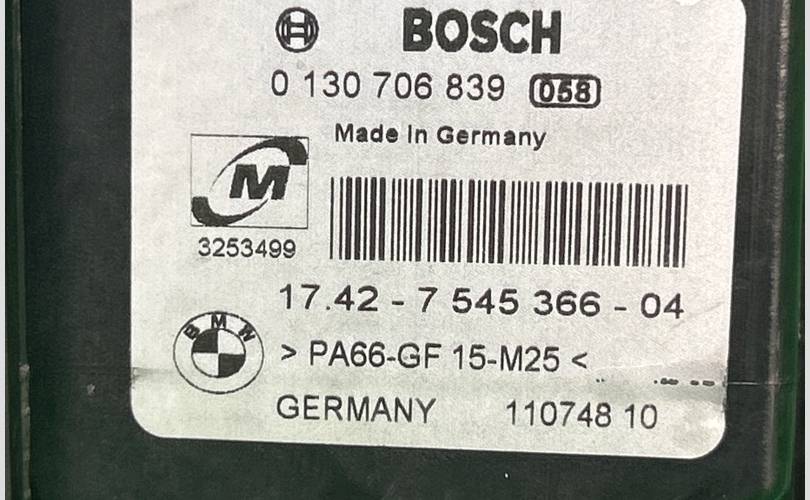 BOSCH
0 130 706 839 058
Made In Germany
M
3253499
17.42 - 7 545 366 - 04
BMW
> PA66-GF 15-M25 <
GERMANY 110748 10